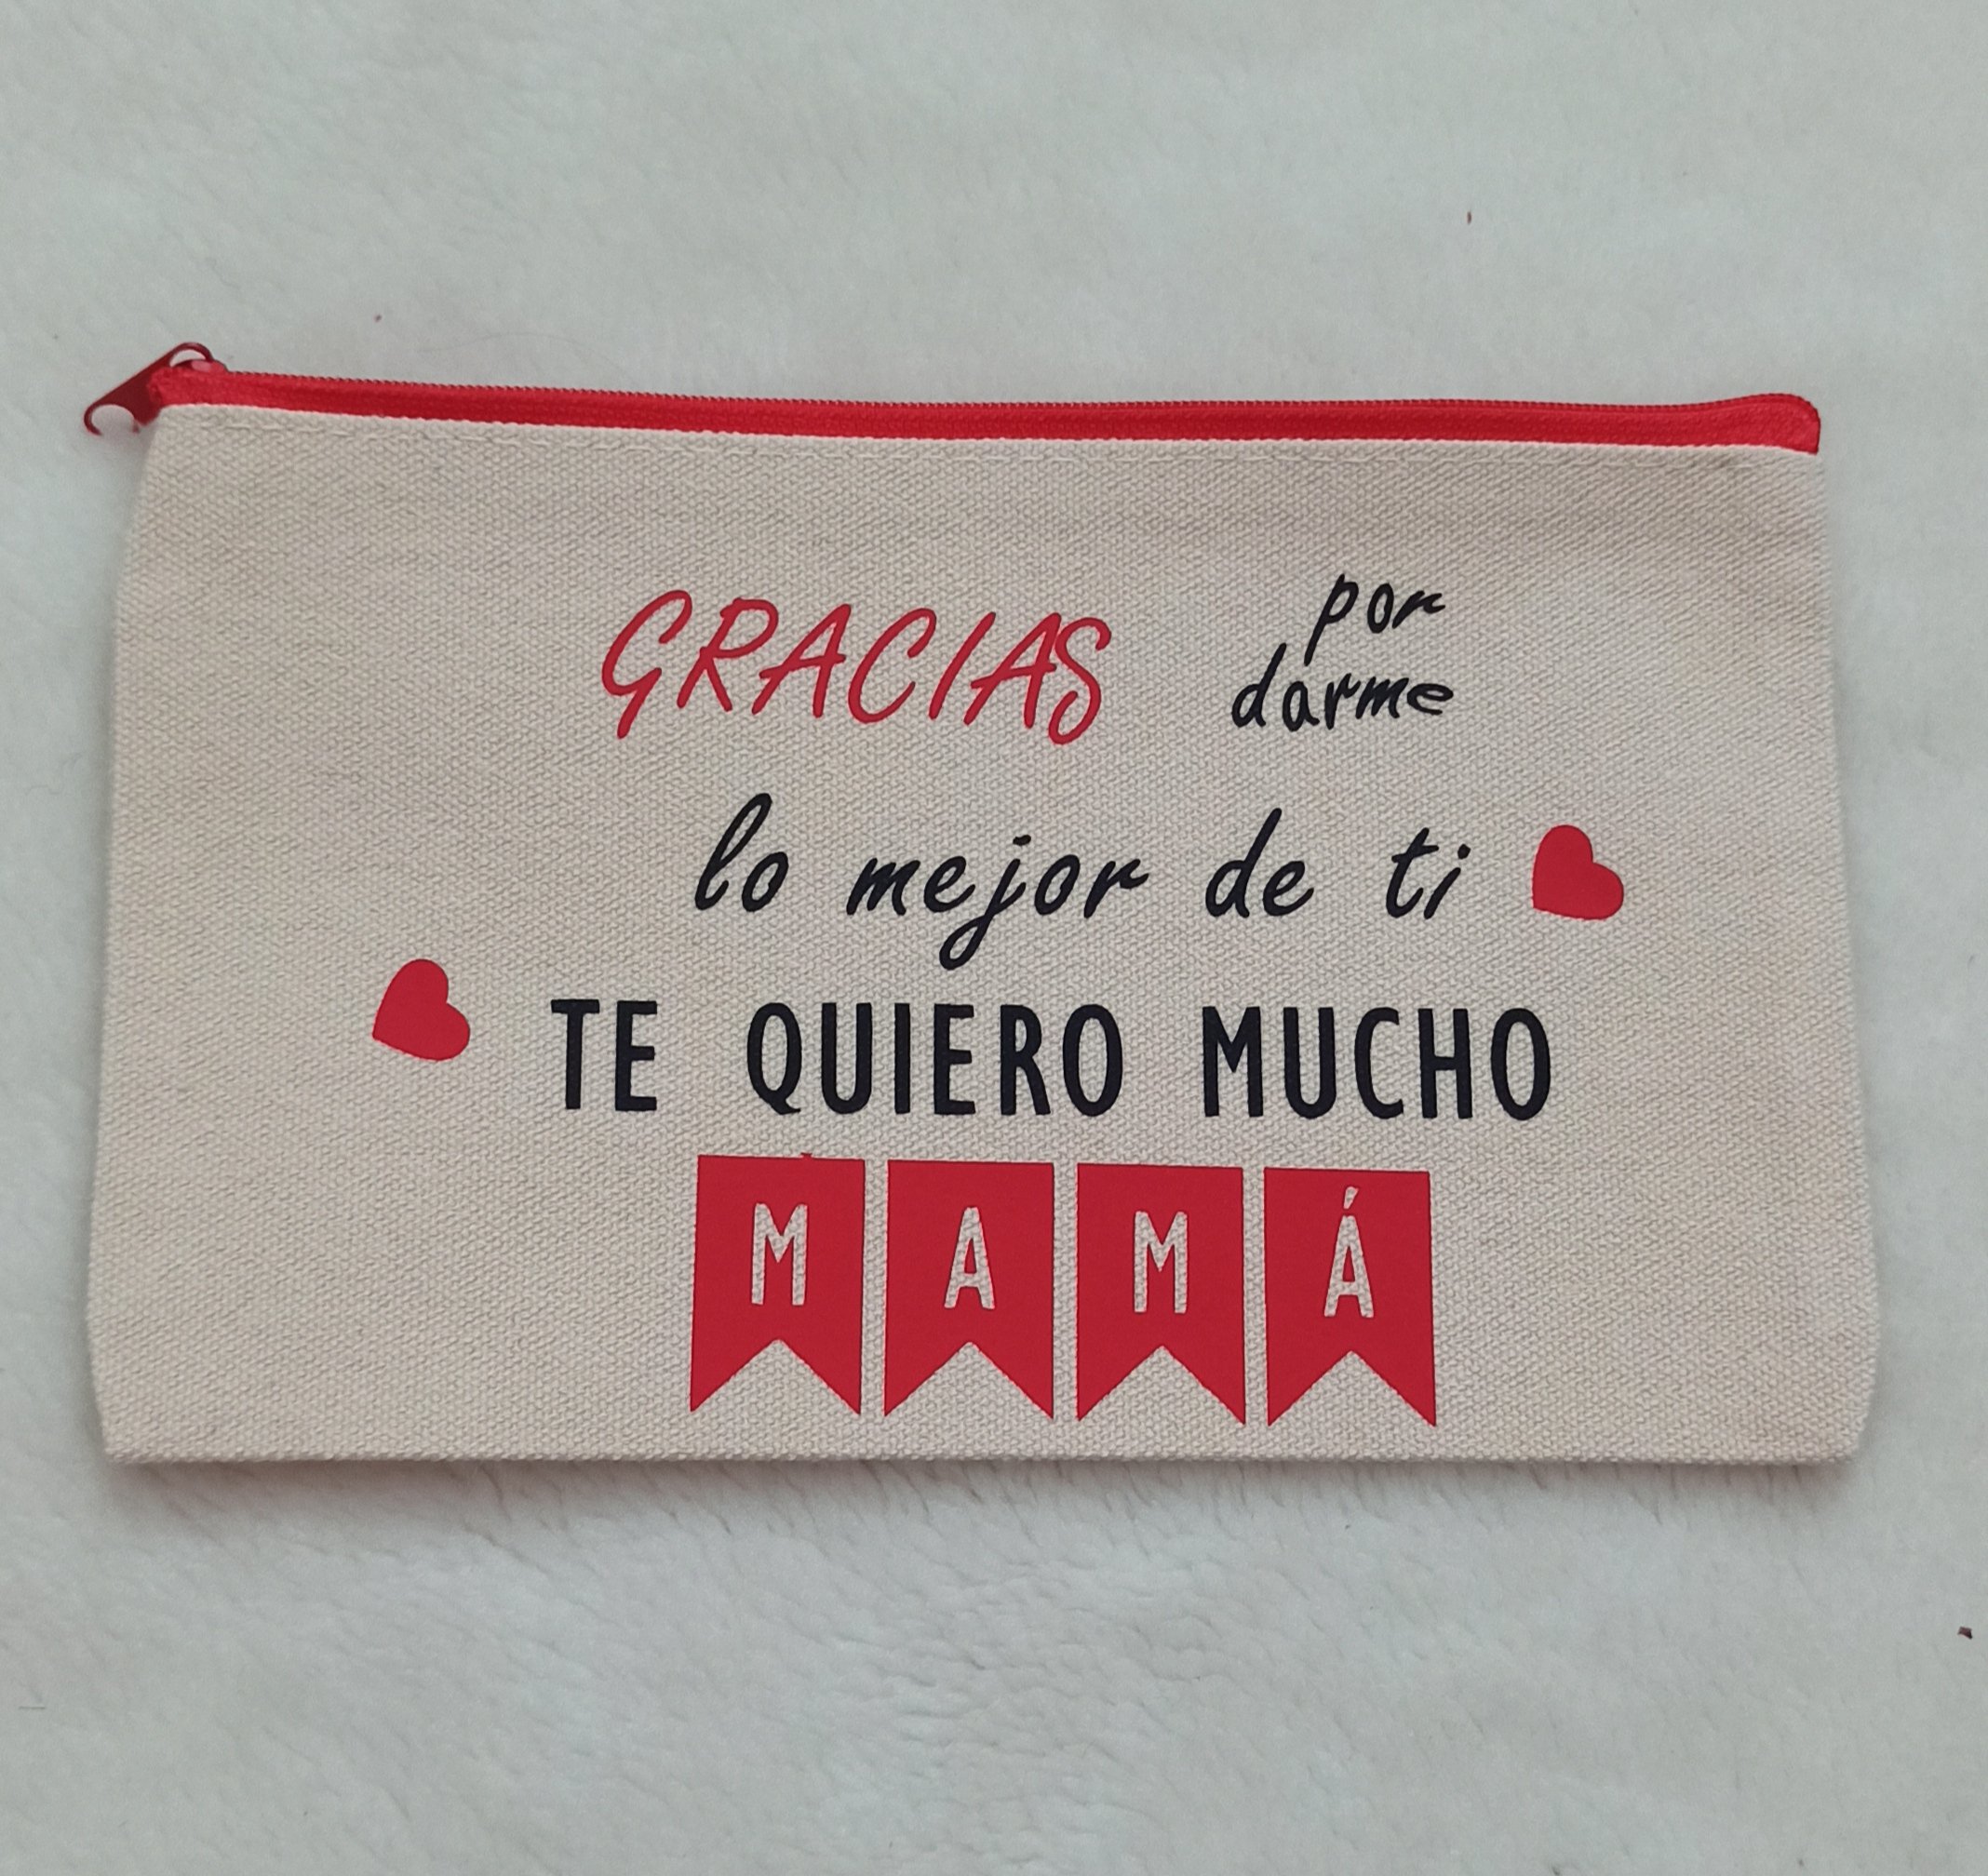 GRACIAS por
darme
lo mejor de ti
TE QUIERO MUCHO
MAMÁ